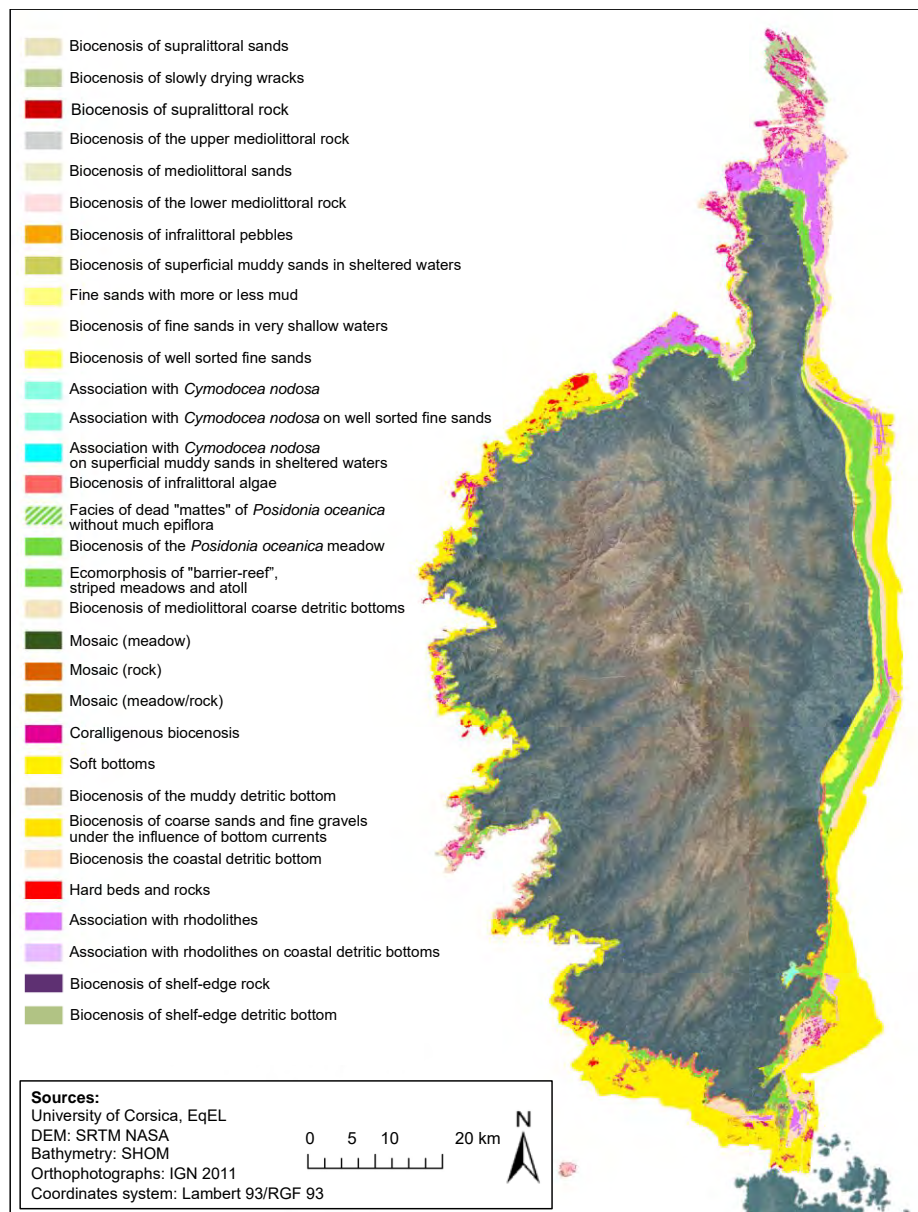 Biocenosis of supralittoral sands
Biocenosis of slowly drying wracks
Biocenosis of supralittoral rock
Biocenosis of the upper mediolittoral rock
Biocenosis of mediolittoral sands
Biocenosis of the lower mediolittoral rock
Biocenosis of infralittoral pebbles
Biocenosis of superficial muddy sands in sheltered waters
Fine sands with more or less mud
Biocenosis of fine sands in very shallow waters
Biocenosis of well sorted fine sands
Association with Cymodocea nodosa
Association with Cymodocea nodosa on well sorted fine sands
Association with Cymodocea nodosa
on superficial muddy sands in sheltered waters
Biocenosis of infralittoral algae
Facies of dead "mattes" of Posidonia oceanica
without much epiflora
Biocenosis of the Posidonia oceanica meadow
Ecomorphosis of "barrier-reef",
striped meadows and atoll
Biocenosis of mediolittoral coarse detritic bottoms
Mosaic (meadow)
Mosaic (rock)
Mosaic (meadow/rock)
Coralligenous biocenosis
Soft bottoms
Biocenosis of the muddy detritic bottom
Biocenosis of coarse sands and fine gravels
under the influence of bottom currents
Biocenosis the coastal detritic bottom
Hard beds and rocks
Association with rhodolithes
Association with rhodolithes on coastal detritic bottoms
Biocenosis of shelf-edge rock
Biocenosis of shelf-edge detritic bottom
Sources:
University of Corsica, EqEL
DEM: SRTM NASA
Bathymetry: SHOM
Orthophotographs: IGN 2011
Coordinates system: Lambert 93/RGF 93
0 5 10 20 km
N